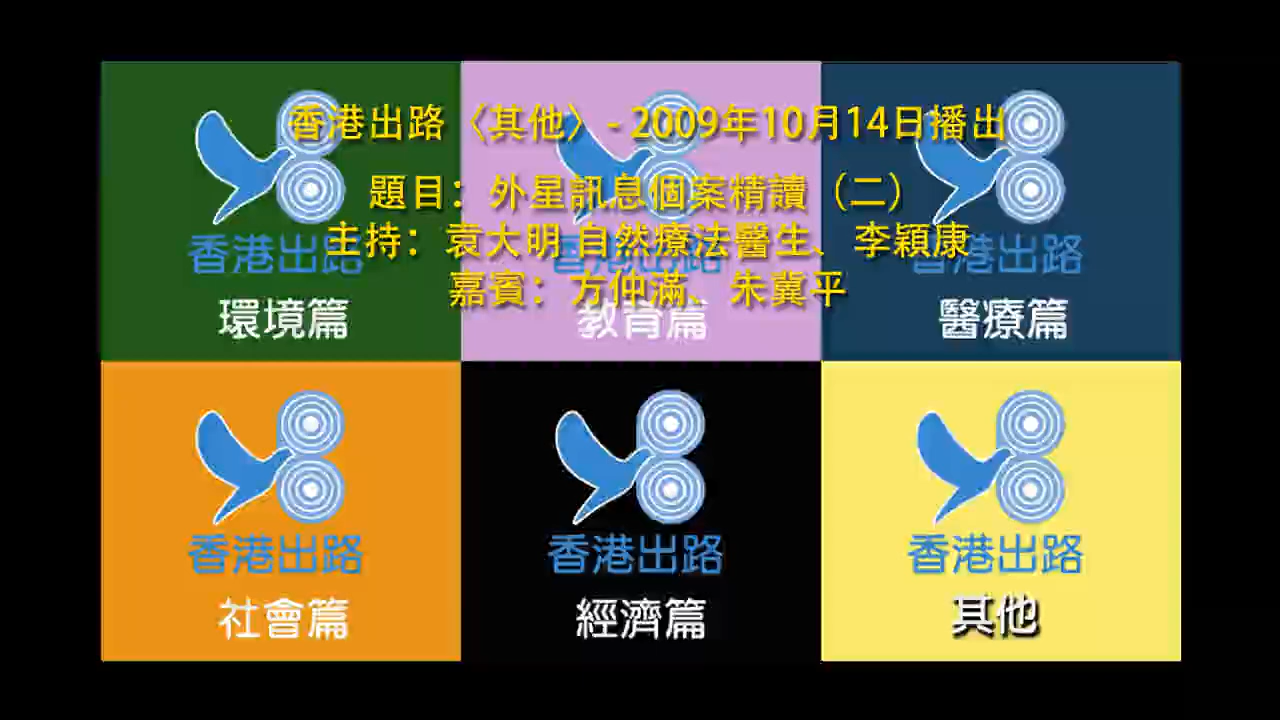 香港出路〈其他〉- 2009年10月14日播出
題目：外星訊息個案精讀（二）
主持：袁大明 自然療法醫生、李穎康
嘉賓：方仲滿、朱冀平
香港出路
環境篇
香港出路
教育篇
香港出路
醫療篇
香港出路
社會篇
香港出路
經濟篇
香港出路
其他